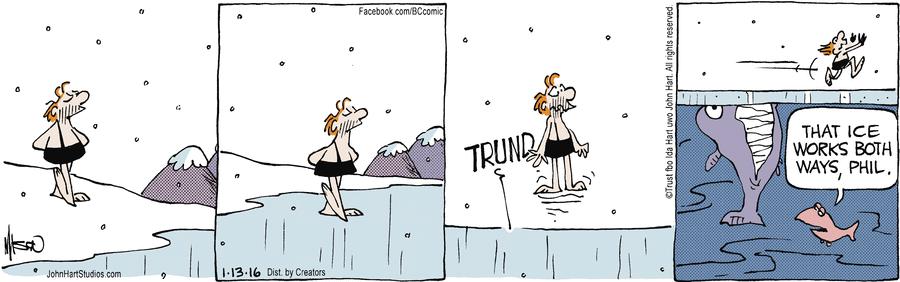 JohnHartStudios.com
Facebook.com/BCcomic
1·13·16 Dist. by Creators
TRUND
©Trust fbo Ida Hart uwo John Hart. All rights reserved.
THAT ICE
WORKS BOTH
WAYS, PHIL.